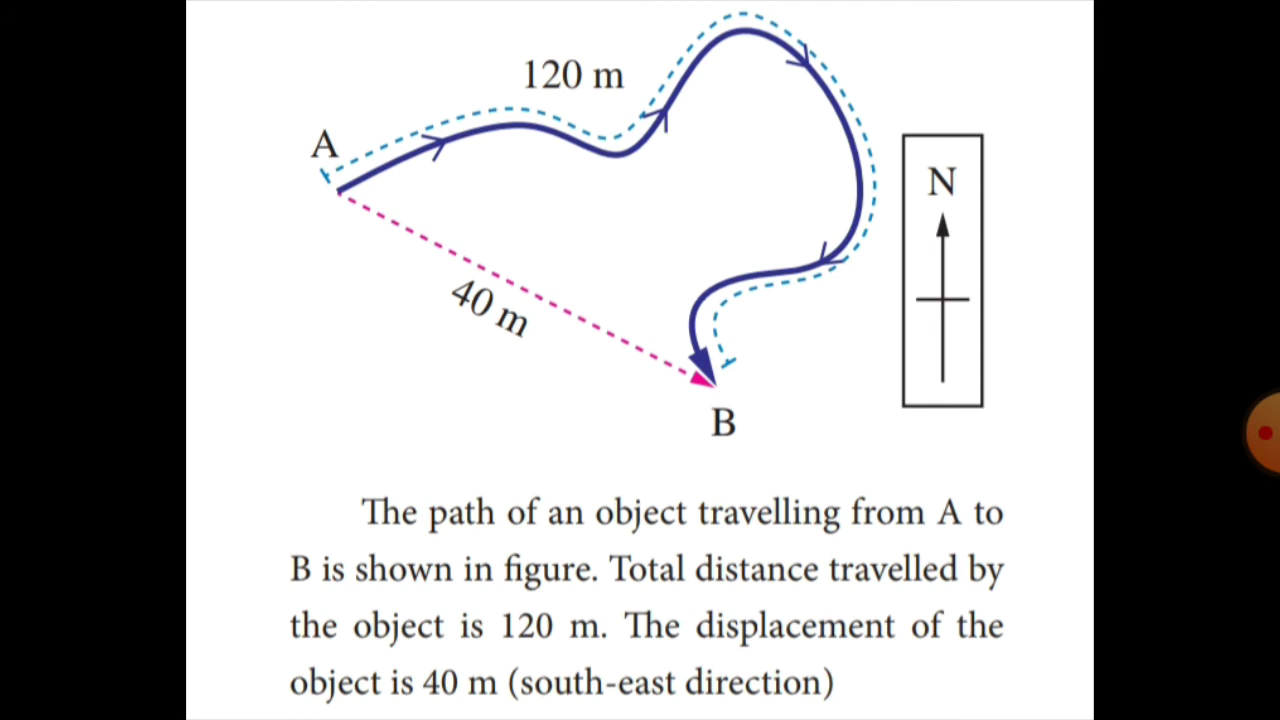 120 m
A
N
40 m
B
The path of an object travelling from A to
B is shown in figure. Total distance travelled by
the object is 120 m. The displacement of the
object is 40 m (south-east direction)